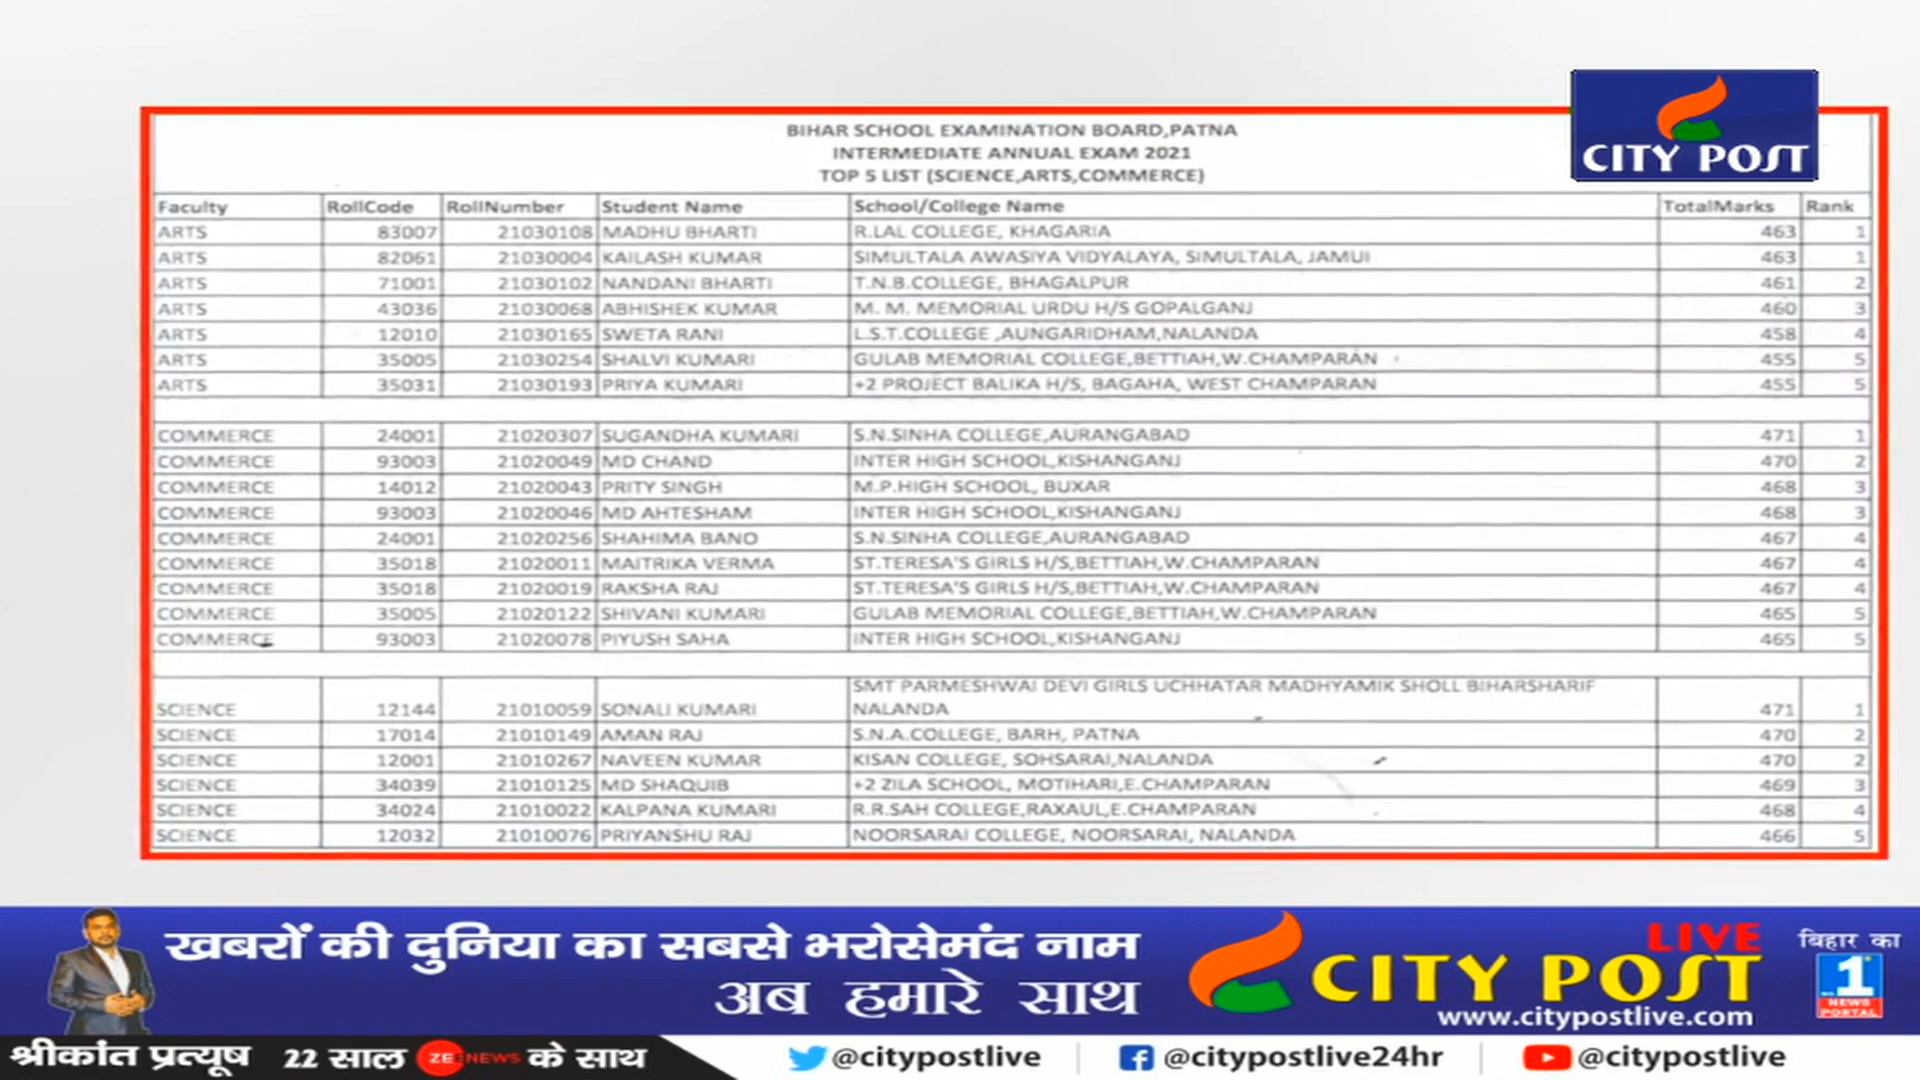 CITY POST
BIHAR SCHOOL EXAMINATION BOARD,PATNA
INTERMEDIATE ANNUAL EXAM 2021
TOP 5 LIST (SCIENCE,ARTS,COMMERCE)
Faculty RollCode RollNumber Student Name School/College Name TotalMarks Rank
ARTS 83007 21030108 MADHU BHARTI R.LAL COLLEGE, KHAGARIA 463 1
ARTS 82061 21030004 KAILASH KUMAR SIMULTALA AWASIYA VIDYALAYA, SIMULTALA, JAMUI 463 1
ARTS 71001 21030102 NANDANI BHARTI T.N.B.COLLEGE, BHAGALPUR 461 2
ARTS 43036 21030068 ABHISHEK KUMAR M. M. MEMORIAL URDU H/S GOPALGANJ 460 3
ARTS 12010 21030165 SWETA RANI L.S.T.COLLEGE ,AUNGARIDHAM,NALANDA 458 4
ARTS 35005 21030254 SHALVI KUMARI GULAB MEMORIAL COLLEGE,BETTIAH,W.CHAMPARAN 455 5
ARTS 35031 21030193 PRIYA KUMARI +2 PROJECT BALIKA H/S, BAGAHA, WEST CHAMPARAN 455 5
COMMERCE 24001 21020307 SUGANDHA KUMARI S.N.SINHA COLLEGE,AURANGABAD 471 1
COMMERCE 93003 21020049 MD CHAND INTER HIGH SCHOOL,KISHANGANJ 470 2
COMMERCE 14012 21020043 PRITY SINGH M.P.HIGH SCHOOL, BUXAR 468 3
COMMERCE 93003 21020046 MD AHTESHAM INTER HIGH SCHOOL,KISHANGANJ 468 3
COMMERCE 24001 21020256 SHAHIMA BANO S.N.SINHA COLLEGE,AURANGABAD 467 4
COMMERCE 35018 21020011 MAITRIKA VERMA ST.TERESA'S GIRLS H/S,BETTIAH,W.CHAMPARAN 467 4
COMMERCE 35018 21020019 RAKSHA RAJ ST.TERESA'S GIRLS H/S,BETTIAH,W.CHAMPARAN 467 4
COMMERCE 35005 21020122 SHIVANI KUMARI GULAB MEMORIAL COLLEGE,BETTIAH,W.CHAMPARAN 465 5
COMMERCE 93003 21020078 PIYUSH SAHA INTER HIGH SCHOOL,KISHANGANJ 465 5
SMT PARMESHWAI DEVI GIRLS UCHHATAR MADHYAMIK SHOLL BIHARSHARIF
SCIENCE 12144 21010059 SONALI KUMARI NALANDA 471 1
SCIENCE 17014 21010149 AMAN RAJ S.N.A.COLLEGE, BARH, PATNA 470 2
SCIENCE 12001 21010267 NAVEEN KUMAR KISAN COLLEGE, SOHSARAI,NALANDA 470 2
SCIENCE 34039 21010125 MD SHAQUIB +2 ZILA SCHOOL, MOTIHARI,E.CHAMPARAN 469 3
SCIENCE 34024 21010022 KALPANA KUMARI R.R.SAH COLLEGE,RAXAUL,E.CHAMPARAN 468 4
SCIENCE 12032 21010076 PRIYANSHU RAJ NOORSARAI COLLEGE, NOORSARAI, NALANDA 466 5
खबरों की दुनिया का सबसे भरोसेमंद नाम
अब हमारे साथ
LIVE
CITY POST
www.citypostlive.com
बिहार का
No.1
NEWS
PORTAL
श्रीकांत प्रत्यूष 22 साल ZEE NEWS के साथ
@citypostlive @citypostlive24hr @citypostlive